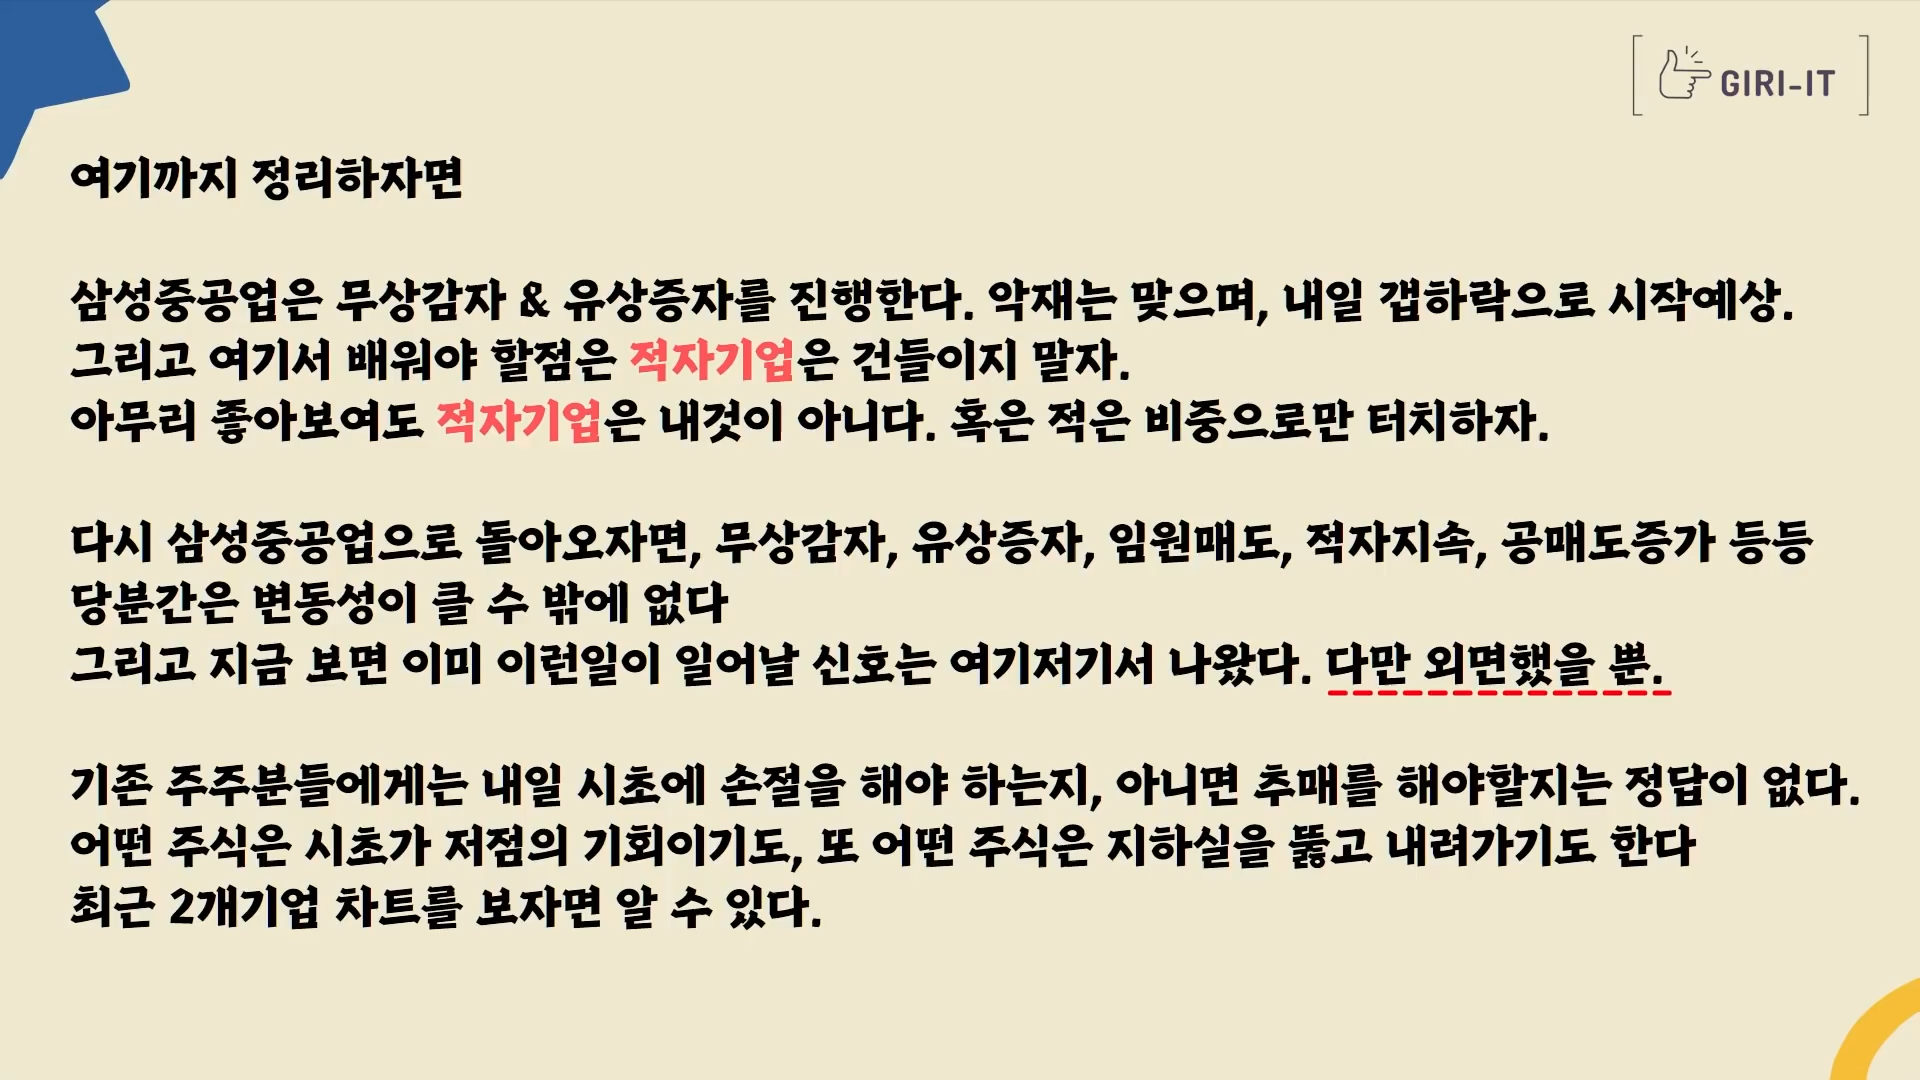 GIRI-IT
여기까지 정리하자면
삼성중공업은 무상감자 & 유상증자를 진행한다. 악재는 맞으며, 내일 갭하락으로 시작예상.
그리고 여기서 배워야 할점은 적자기업은 건들이지 말자.
아무리 좋아보여도 적자기업은 내것이 아니다. 혹은 적은 비중으로만 터치하자.
다시 삼성중공업으로 돌아오자면, 무상감자, 유상증자, 임원매도, 적자지속, 공매도증가 등등
당분간은 변동성이 클 수 밖에 없다
그리고 지금 보면 이미 이런일이 일어날 신호는 여기저기서 나왔다. 다만 외면했을 뿐.
기존 주주분들에게는 내일 시초에 손절을 해야 하는지, 아니면 추매를 해야할지는 정답이 없다.
어떤 주식은 시초가 저점의 기회이기도, 또 어떤 주식은 지하실을 뚫고 내려가기도 한다
최근 2개기업 차트를 보자면 알 수 있다.